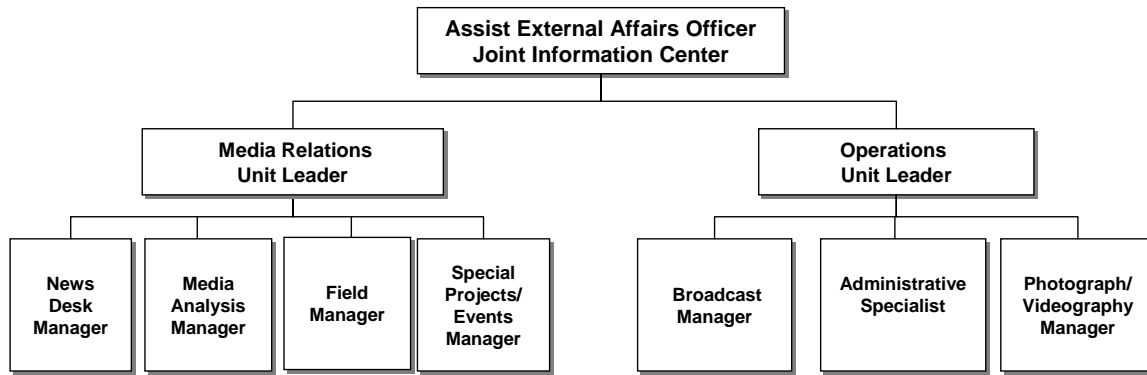 Assist External Affairs Officer
Joint Information Center
Media Relations
Unit Leader
Operations
Unit Leader
News
Desk
Manager
Media
Analysis
Manager
Field
Manager
Special
Projects/
Events
Manager
Broadcast
Manager
Administrative
Specialist
Photograph/
Videography
Manager